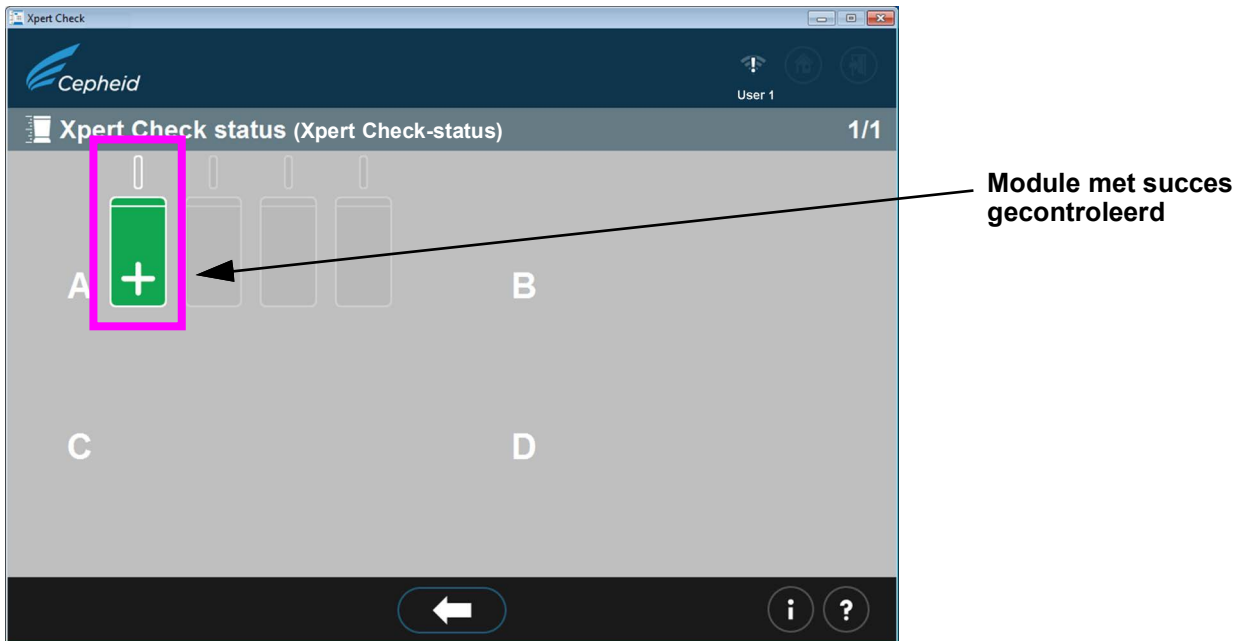 Xpert Check
Cepheid
User 1
Xpert Check status (Xpert Check-status) 1/1
Module met succes
gecontroleerd
A
B
C
D
i ?